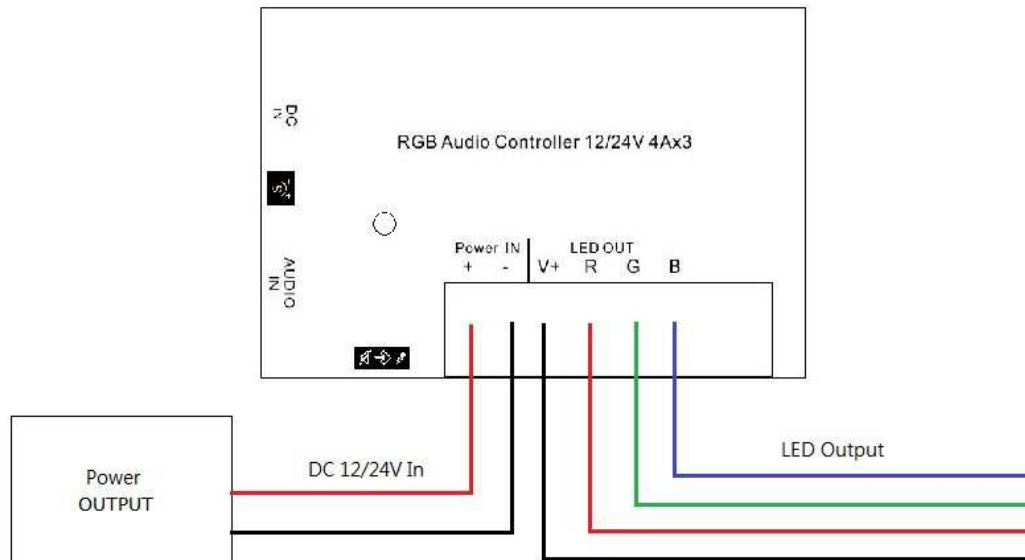 DC
IN
RGB Audio Controller 12/24V 4Ax3
AUDIO
IN
Power IN LED OUT
+ - V+ R G B
Power
OUTPUT
DC 12/24V In
LED Output